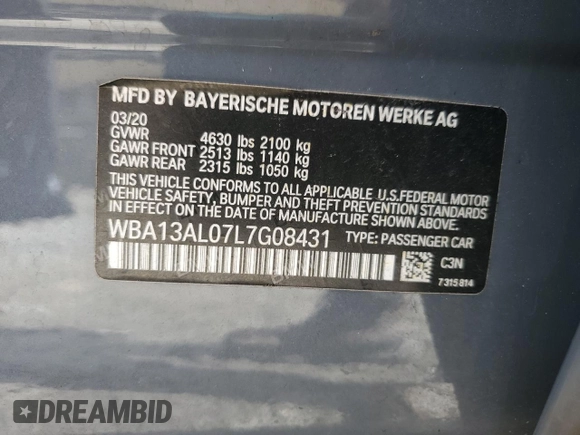 MFD BY BAYERISCHE MOTOREN WERKE AG
03/20
GVWR 4630 lbs 2100 kg
GAWR FRONT 2513 lbs 1140 kg
GAWR REAR 2315 lbs 1050 kg
THIS VEHICLE CONFORMS TO ALL APPLICABLE U.S.FEDERAL MOTOR
VEHICLE SAFETY, BUMPER AND THEFT PREVENTION STANDARDS
IN EFFECT ON THE DATE OF MANUFACTURE SHOWN ABOVE.
WBA13AL07L7G08431 TYPE: PASSENGER CAR
C3N
7315814
DREAMBID